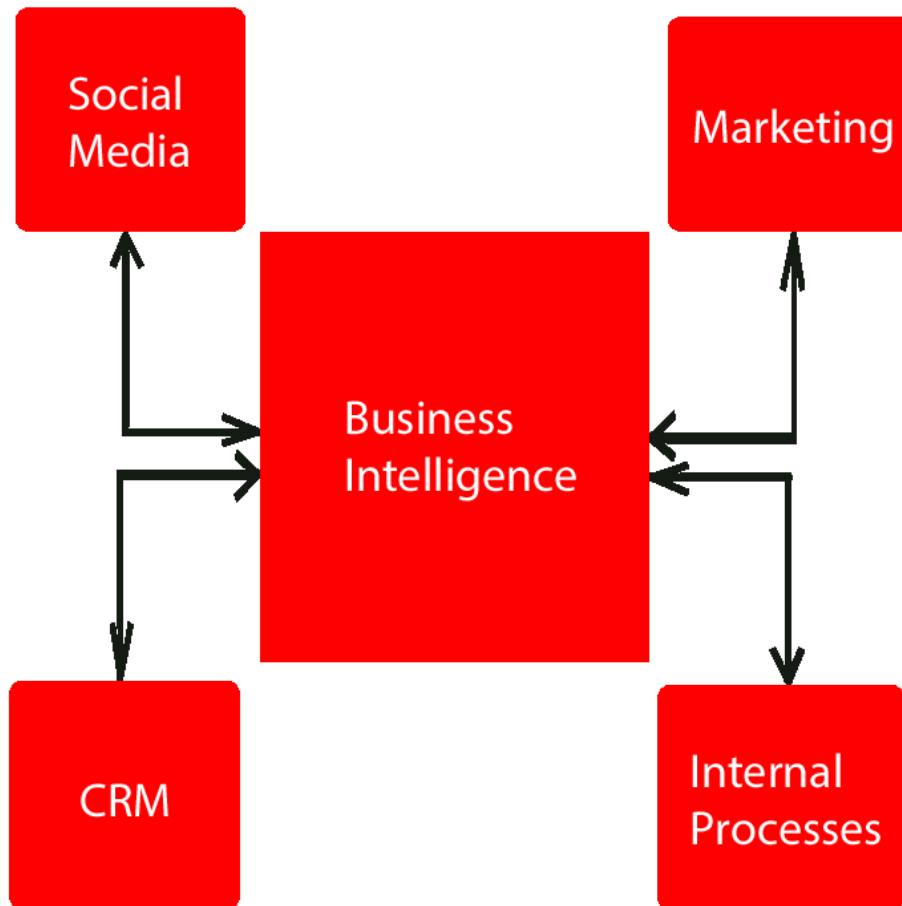 Social
Media
Marketing
Business
Intelligence
CRM
Internal
Processes